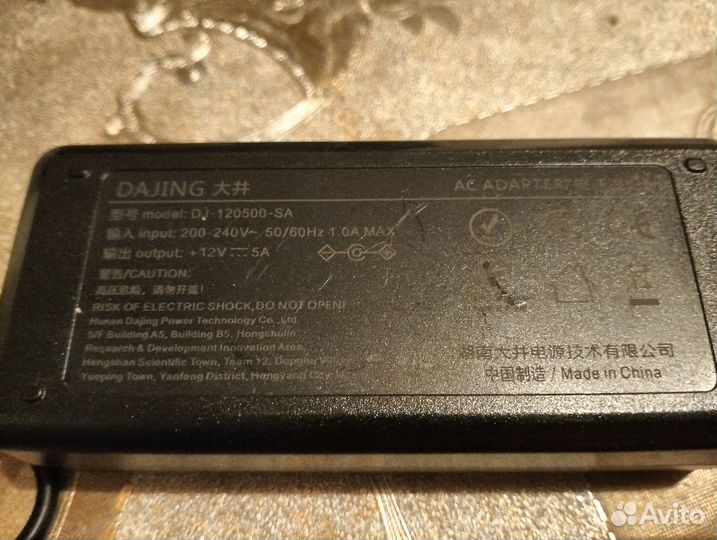 DAJING 大井
AC ADAPTER/
型号 model: DJ-120500-SA
输入 input: 200-240V~ 50/60Hz 1.0A MAX
输出 output: +12V⎓5A
警告/CAUTION:
高压危险，请勿开盖!
RISK OF ELECTRIC SHOCK, DO NOT OPEN!
Hunan Dajing Power Technology Co., Ltd.
5/F Building A5, Building B5, Hongshulin
Research & Development Innovation Area,
Hengshan Scientific Town, Team 12,
Yueping Town, Yanfeng District, Hengyang City
湖南大井电源技术有限公司
中国制造 / Made in China
Avito